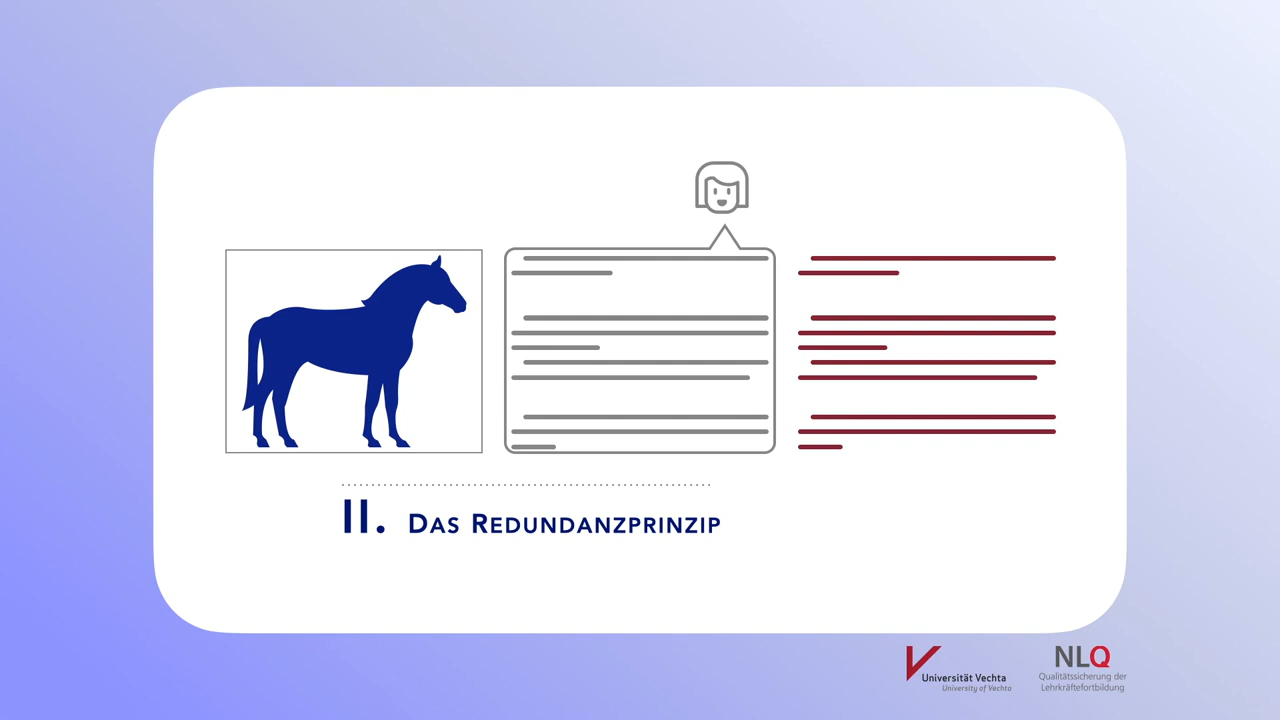 II. Das Redundanzprinzip
Universität Vechta
University of Vechta
NLQ
Qualitätssicherung der
Lehrkräftefortbildung